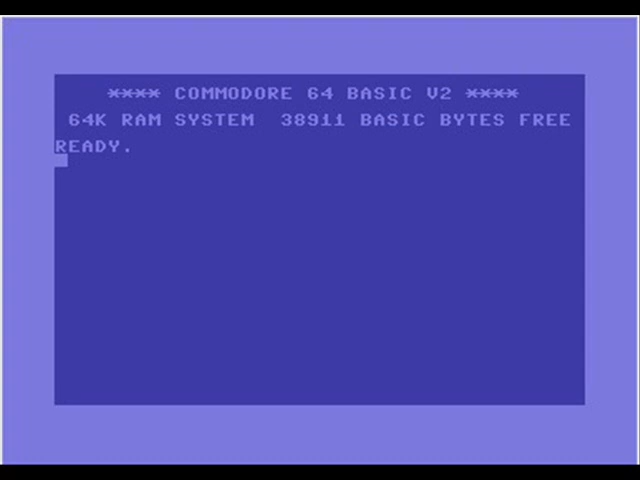 **** COMMODORE 64 BASIC V2 ****
64K RAM SYSTEM  38911 BASIC BYTES FREE
READY.